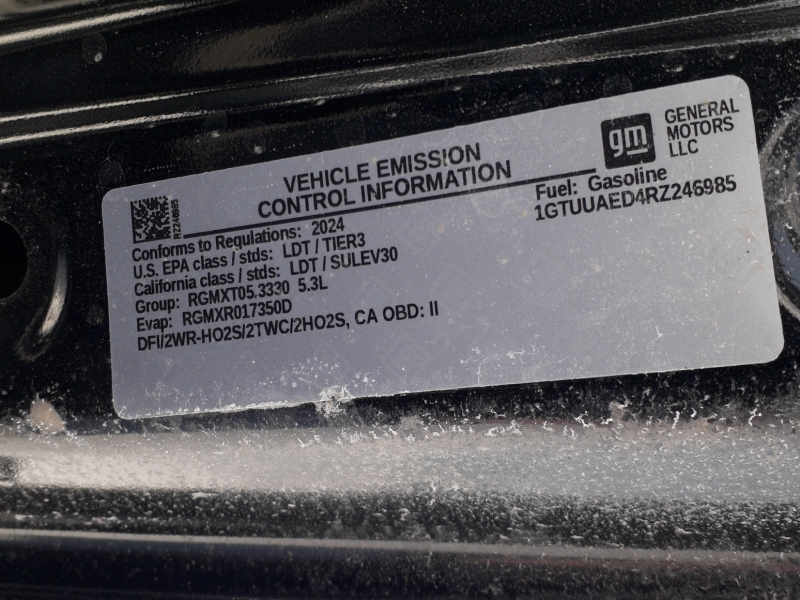 VEHICLE EMISSION
CONTROL INFORMATION
gm
GENERAL
MOTORS
LLC
RZ246985
Fuel: Gasoline
1GTUUAED4RZ246985
Conforms to Regulations: 2024
U.S. EPA class / stds: LDT / TIER3
California class / stds: LDT / SULEV30
Group: RGMXT05.3330 5.3L
Evap: RGMXR017350D
DFI/2WR-HO2S/2TWC/2HO2S, CA OBD: II